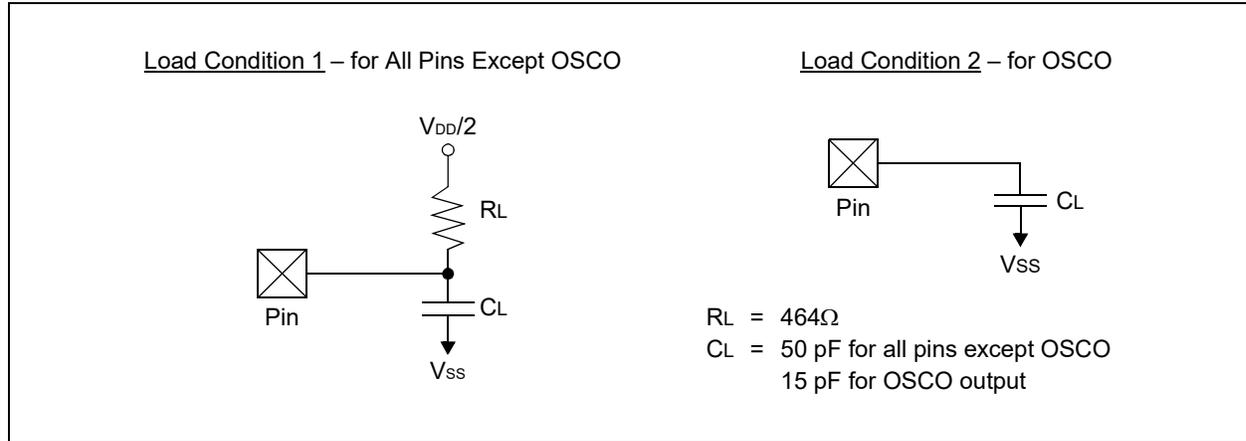 Load Condition 1 – for All Pins Except OSCO
VDD/2
RL
Pin
CL
VSS
Load Condition 2 – for OSCO
Pin
CL
VSS
RL = 464Ω
CL = 50 pF for all pins except OSCO
15 pF for OSCO output